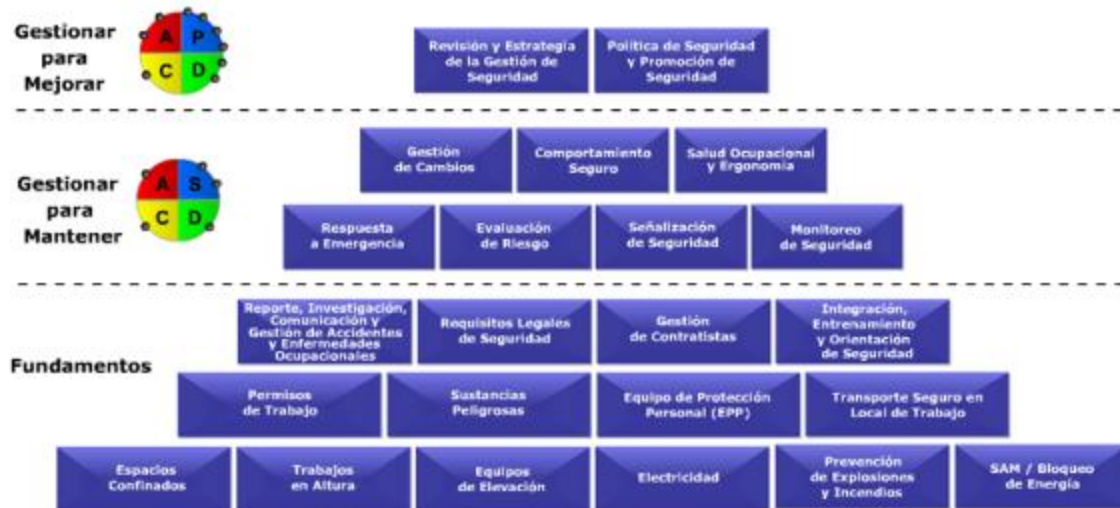 Gestionar
para
Mejorar
A P
C D
Revisión y Estrategia
de la Gestión de
Seguridad
Política de Seguridad
y Promoción de
Seguridad
Gestionar
para
Mantener
A S
C D
Gestión
de Cambios
Comportamiento
Seguro
Salud Ocupacional
y Ergonomía
Respuesta
a Emergencia
Evaluación
de Riesgo
Señalización
de Seguridad
Monitoreo
de Seguridad
Fundamentos
Reporte, Investigación,
Comunicación y
Gestión de Accidentes
y Enfermedades
Ocupacionales
Requisitos Legales
de Seguridad
Gestión
de Contratistas
Integración,
Entrenamiento
y Orientación
de Seguridad
Permisos
de Trabajo
Sustancias
Peligrosas
Equipo de Protección
Personal (EPP)
Transporte Seguro en
Local de Trabajo
Espacios
Confinados
Trabajos
en Altura
Equipos
de Elevación
Electricidad
Prevención
de Explosiones
y Incendios
SAM / Bloqueo
de Energía